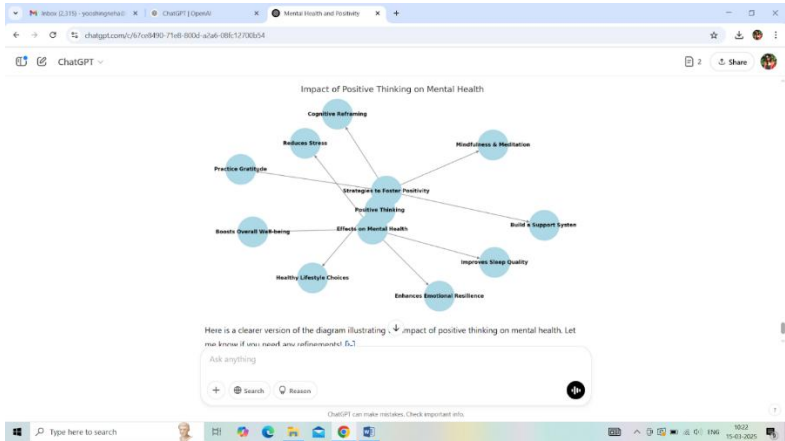 Inbox (2,315) - yocohngneha@
ChatGPT | OpenAI
Mental Health and Positivity
chatgpt.com/c/67ce8490-71e8-800d-a2a6-08fc12700b54
ChatGPT
2
Share
Impact of Positive Thinking on Mental Health
Cognitive Reframing
Reduces Stress
Mindfulness & Meditation
Practice Gratitude
Strategies to Foster Positivity
Positive Thinking
Build a Support System
Boosts Overall Well-being
Effects on Mental Health
Improves Sleep Quality
Healthy Lifestyle Choices
Enhances Emotional Resilience
Here is a clearer version of the diagram illustrating impact of positive thinking on mental health. Let
me know if you need any refinements! [>-]
Ask anything
Search
Reason
ChatGPT can make mistakes. Check important info.
?
Type here to search
ENG
10:22
15-03-2025